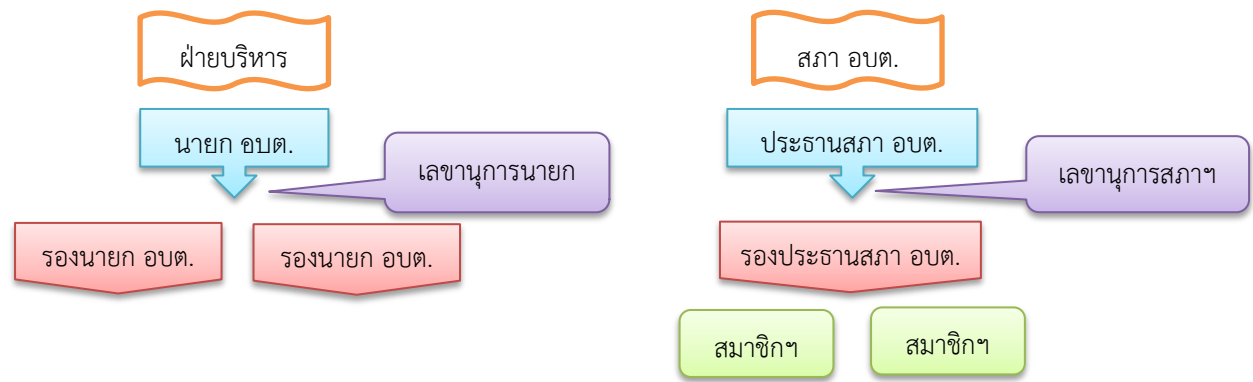 ฝ่ายบริหาร
นายก อบต.
เลขานุการนายก
รองนายก อบต.
รองนายก อบต.
สภา อบต.
ประธานสภา อบต.
เลขานุการสภาฯ
รองประธานสภา อบต.
สมาชิกฯ
สมาชิกฯ